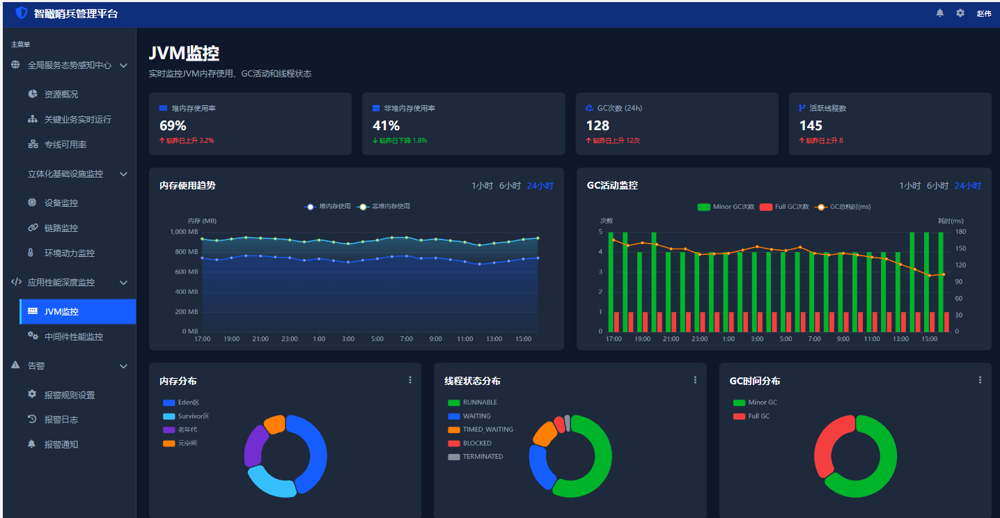 智瞰哨兵管理平台
赵伟
主菜单
全局服务态势感知中心
资源概况
关键业务实时运行
专线可用率
立体化基础设施监控
设备监控
链路监控
环境动力监控
应用性能深度监控
JVM监控
中间件性能监控
告警
报警规则设置
报警日志
报警通知
JVM监控
实时监控JVM内存使用、GC活动和线程状态
堆内存使用率
69%
较昨日上升 3.2%
非堆内存使用率
41%
较昨日下降 1.8%
GC次数 (24h)
128
较昨日上升 12次
活跃线程数
145
较昨日上升 8
内存使用趋势
1小时 6小时 24小时
堆内存使用 非堆内存使用
内存 (MB)
1,000 MB
800 MB
600 MB
400 MB
200 MB
0 MB
17:00 19:00 21:00 23:00 1:00 3:00 5:00 7:00 9:00 11:00 13:00 15:00
GC活动监控
1小时 6小时 24小时
Minor GC次数 Full GC次数 GC总耗时(ms)
次数 耗时(ms)
5 180
4 150
3 120
2 90
1 60
0 30
0
17:00 19:00 21:00 23:00 1:00 3:00 5:00 7:00 9:00 11:00 13:00 15:00
内存分布
Eden区
Survivor区
老年代
元空间
线程状态分布
RUNNABLE
WAITING
TIMED_WAITING
BLOCKED
TERMINATED
GC时间分布
Minor GC
Full GC